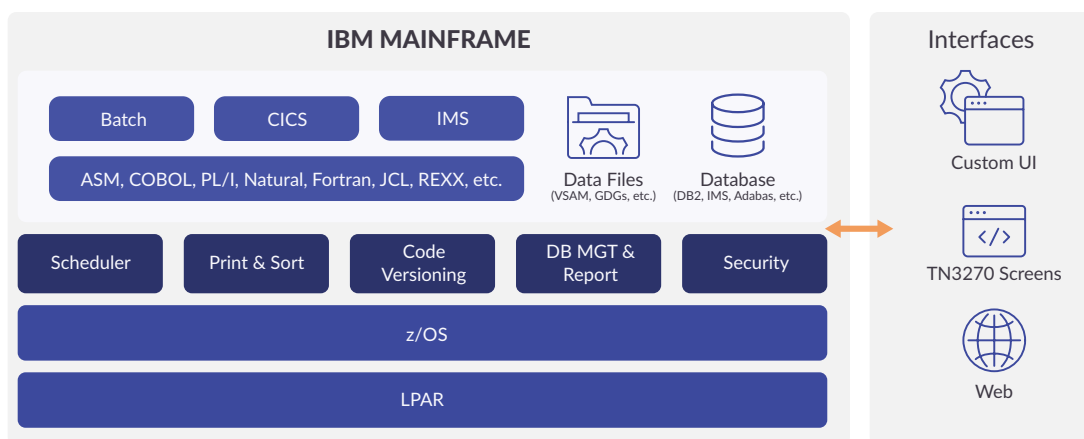 IBM MAINFRAME
Batch
CICS
IMS
ASM, COBOL, PL/I, Natural, Fortran, JCL, REXX, etc.
Data Files
(VSAM, GDGs, etc.)
Database
(DB2, IMS, Adabas, etc.)
Scheduler
Print & Sort
Code
Versioning
DB MGT &
Report
Security
z/OS
LPAR
Interfaces
Custom UI
</>
TN3270 Screens
Web